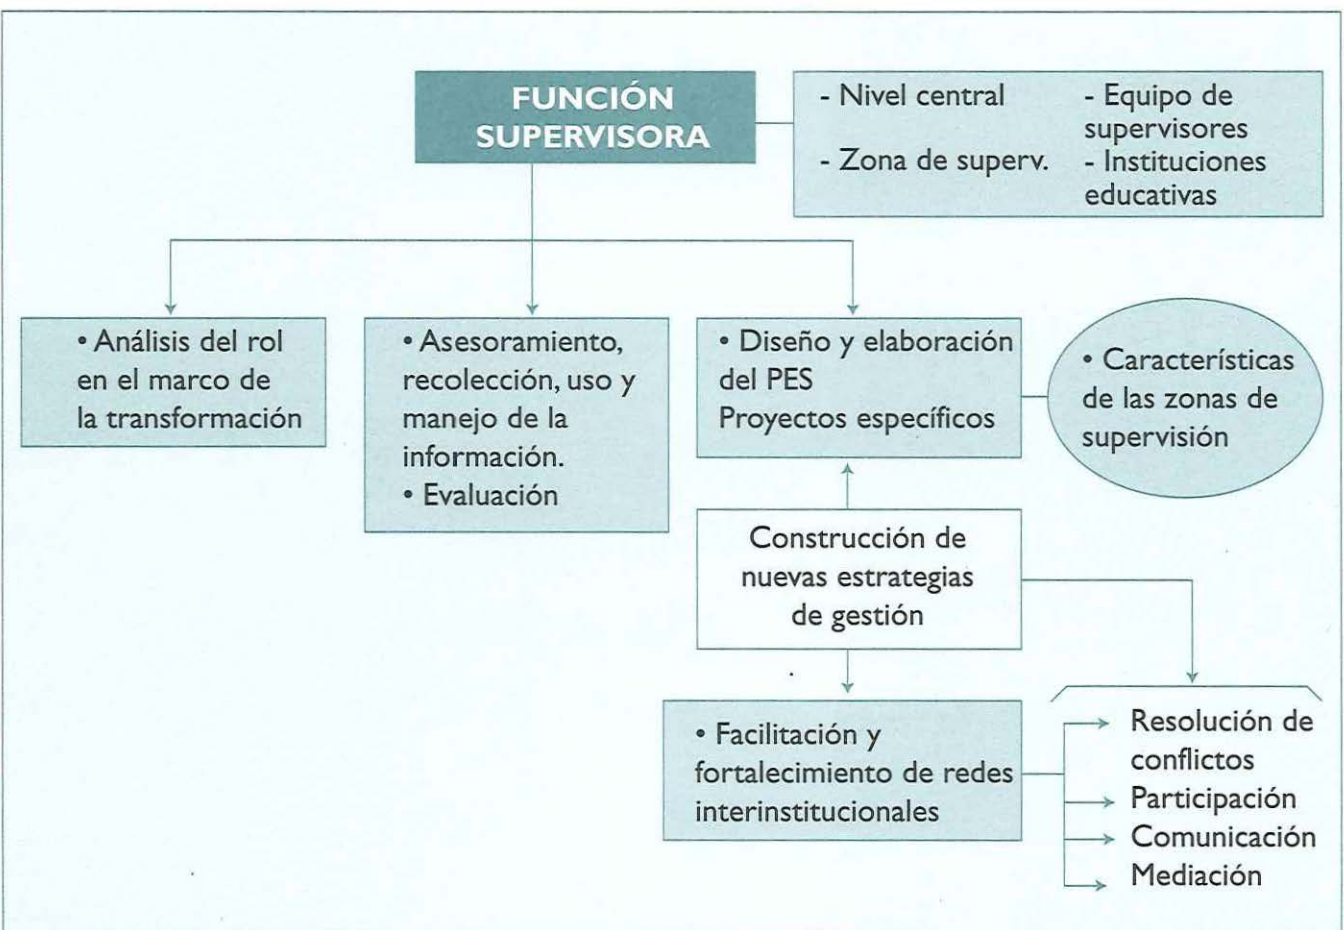 FUNCIÓN
SUPERVISORA
- Nivel central
- Zona de superv.
- Equipo de
supervisores
- Instituciones
educativas
• Análisis del rol
en el marco de
la transformación
• Asesoramiento,
recolección, uso y
manejo de la
información.
• Evaluación
• Diseño y elaboración
del PES
Proyectos específicos
• Características
de las zonas de
supervisión
Construcción de
nuevas estrategias
de gestión
• Facilitación y
fortalecimiento de redes
interinstitucionales
Resolución de
conflictos
Participación
Comunicación
Mediación